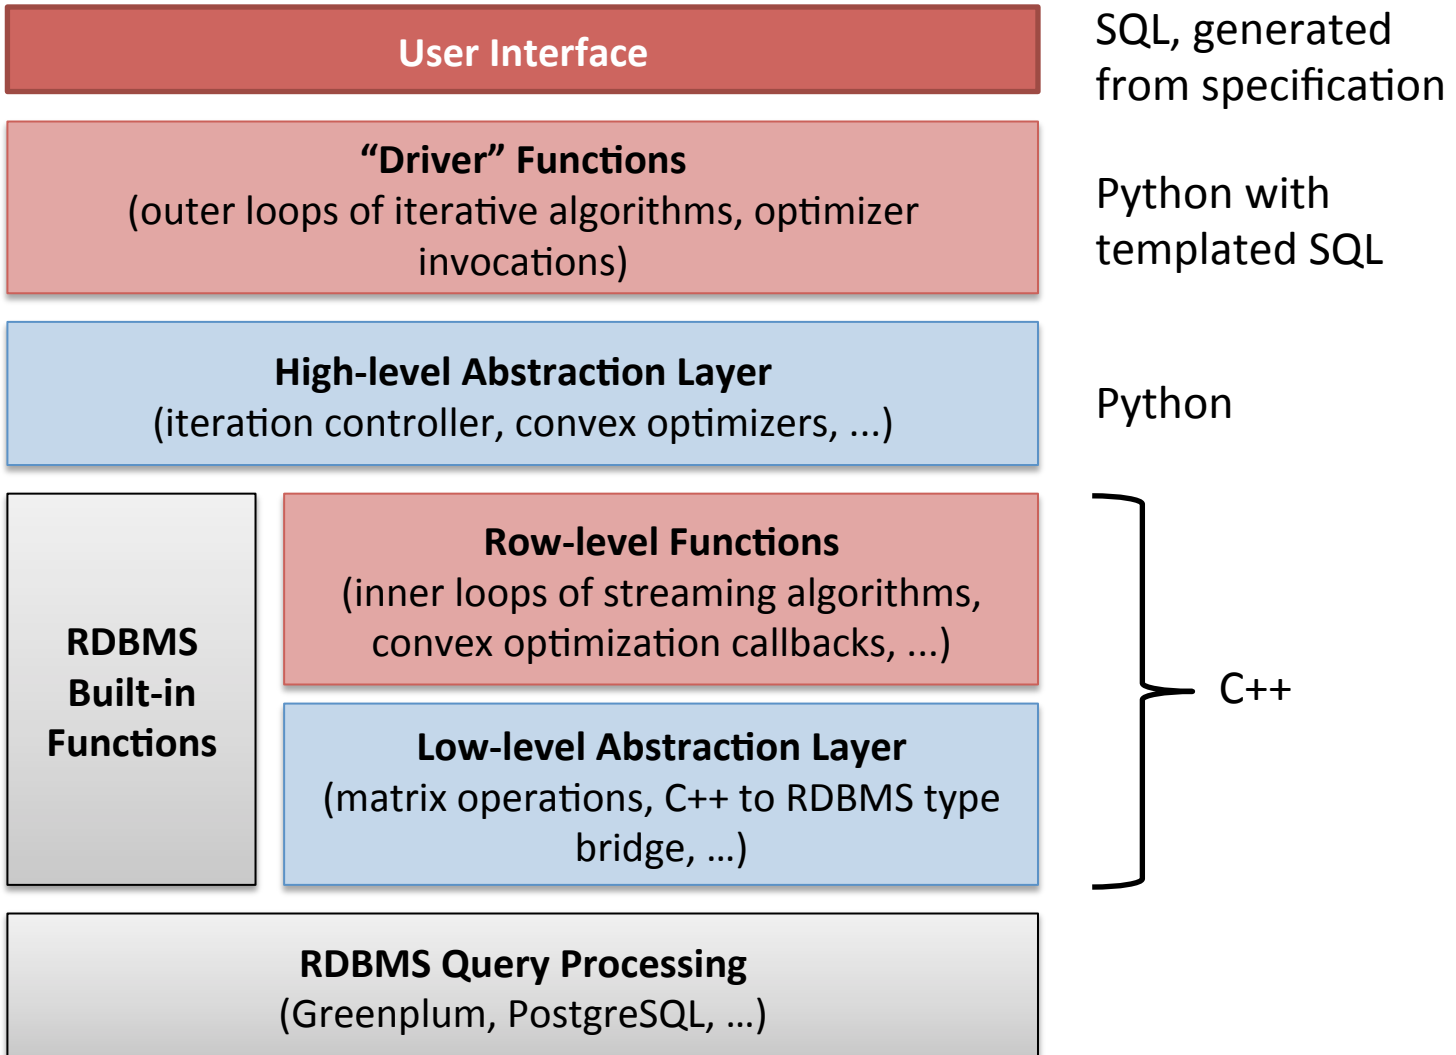 User Interface
SQL, generated
from specification
“Driver” Functions
(outer loops of iterative algorithms, optimizer
invocations)
Python with
templated SQL
High-level Abstraction Layer
(iteration controller, convex optimizers, ...)
Python
RDBMS
Built-in
Functions
Row-level Functions
(inner loops of streaming algorithms,
convex optimization callbacks, ...)
Low-level Abstraction Layer
(matrix operations, C++ to RDBMS type
bridge, …)
C++
RDBMS Query Processing
(Greenplum, PostgreSQL, …)